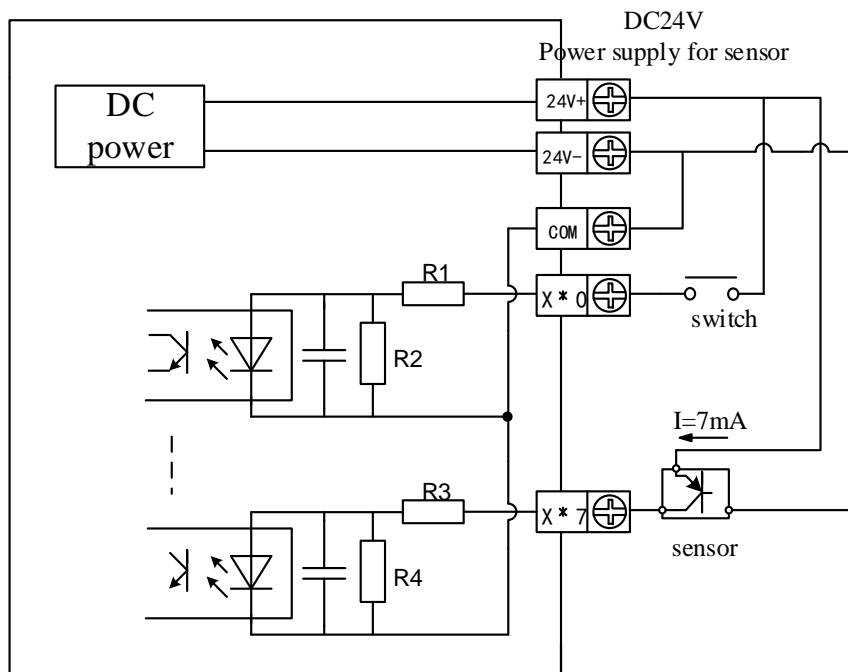 DC24V
Power supply for sensor
DC
power
24V+
24V-
COM
R1
X * 0
switch
R2
I=7mA
R3
X * 7
R4
sensor